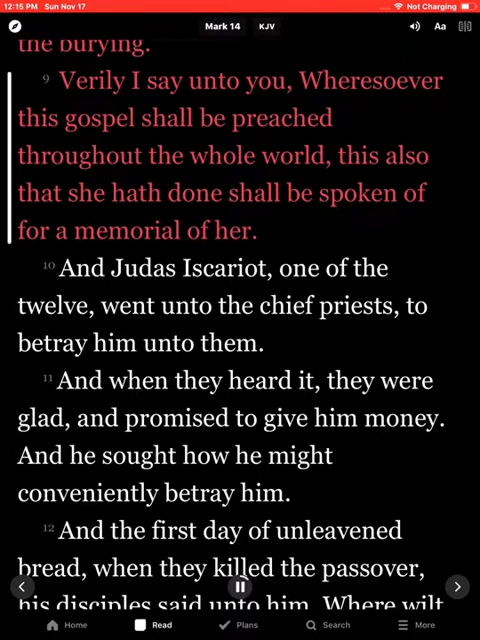 12:15 PM Sun Nov 17
Not Charging
Mark 14
KJV
Aa
the burying.
9 Verily I say unto you, Wheresoever
this gospel shall be preached
throughout the whole world, this also
that she hath done shall be spoken of
for a memorial of her.
10 And Judas Iscariot, one of the
twelve, went unto the chief priests, to
betray him unto them.
11 And when they heard it, they were
glad, and promised to give him money.
And he sought how he might
conveniently betray him.
12 And the first day of unleavened
bread, when they killed the passover,
his disciples said unto him, Where wilt
Home
Read
Plans
Search
More